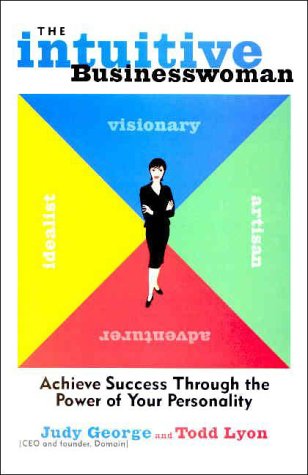 THE
intuitive
Businesswoman
visionary
idealist
artisan
adventurer
Achieve Success Through the
Power of Your Personality
Judy George and Todd Lyon
[CEO and founder, Domain]